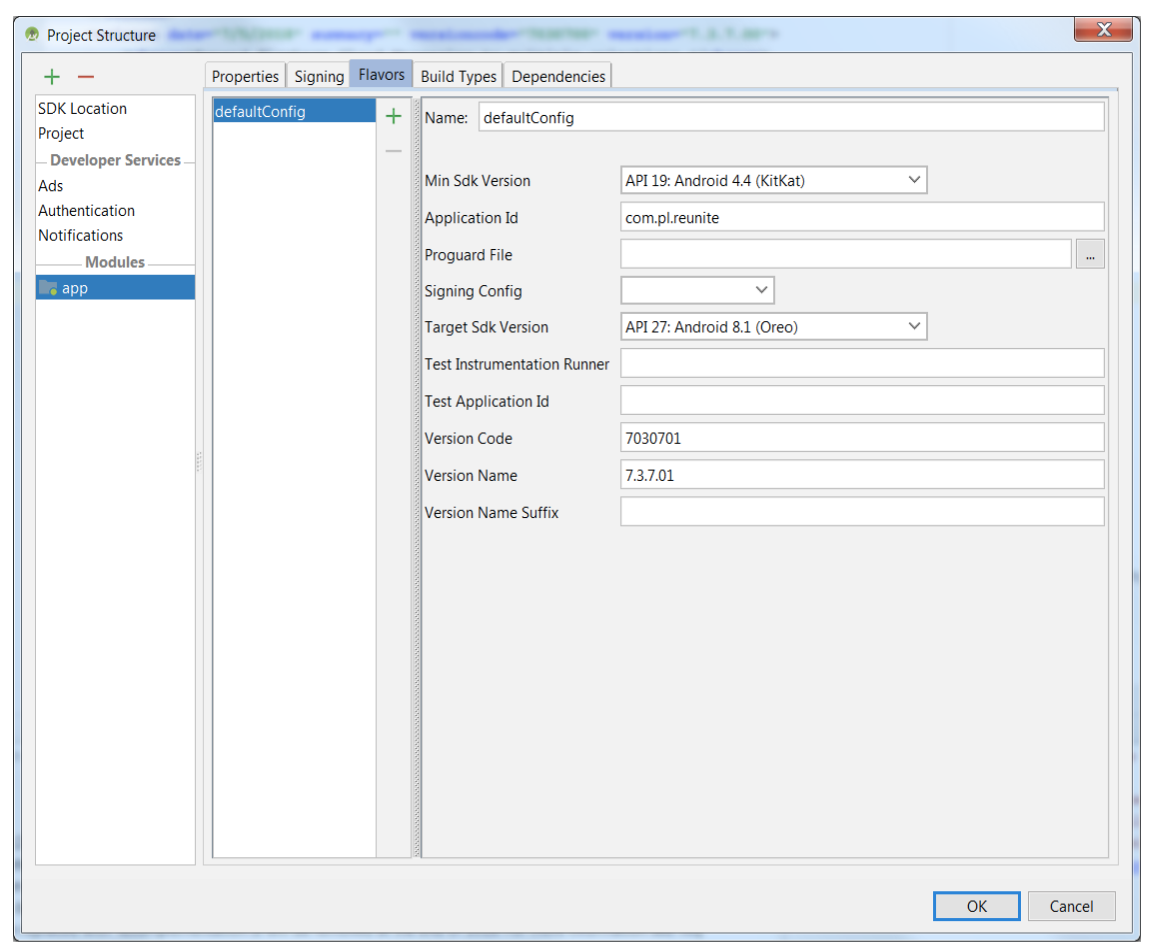 Project Structure
Properties Signing Flavors Build Types Dependencies
SDK Location
Project
Developer Services
Ads
Authentication
Notifications
Modules
app
defaultConfig
Name: defaultConfig
Min Sdk Version API 19: Android 4.4 (KitKat)
Application Id com.pl.reunite
Proguard File ...
Signing Config
Target Sdk Version API 27: Android 8.1 (Oreo)
Test Instrumentation Runner
Test Application Id
Version Code 7030701
Version Name 7.3.7.01
Version Name Suffix
OK Cancel